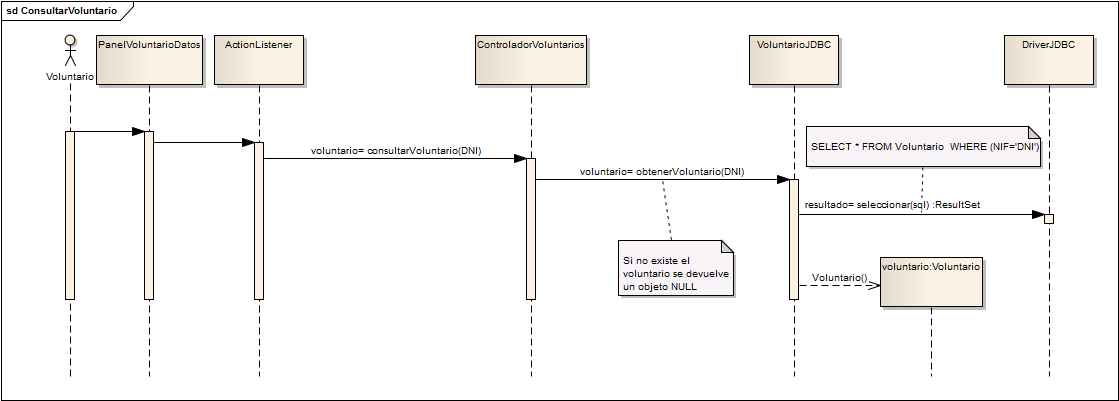 sd ConsultarVoluntario
Voluntario
PanelVoluntarioDatos
ActionListener
ControladorVoluntarios
VoluntarioJDBC
DriverJDBC
SELECT * FROM Voluntario WHERE (NIF='DNI')
voluntario= consultarVoluntario(DNI)
voluntario= obtenerVoluntario(DNI)
resultado= seleccionar(sql) :ResultSet
Si no existe el
voluntario se devuelve
un objeto NULL
Voluntario()
voluntario:Voluntario